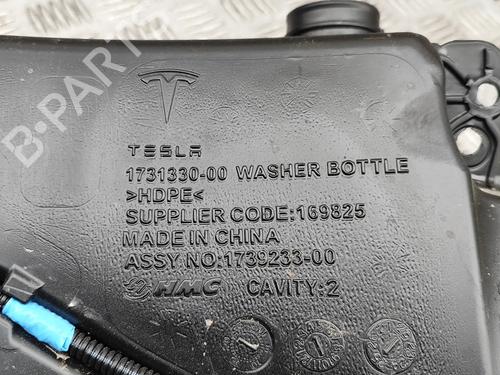 B-PARTS
TESLA
1731330-00 WASHER BOTTLE
>HDPE<
SUPPLIER CODE:169825
MADE IN CHINA
ASSY NO:1739233-00
HMC CAVITY:2